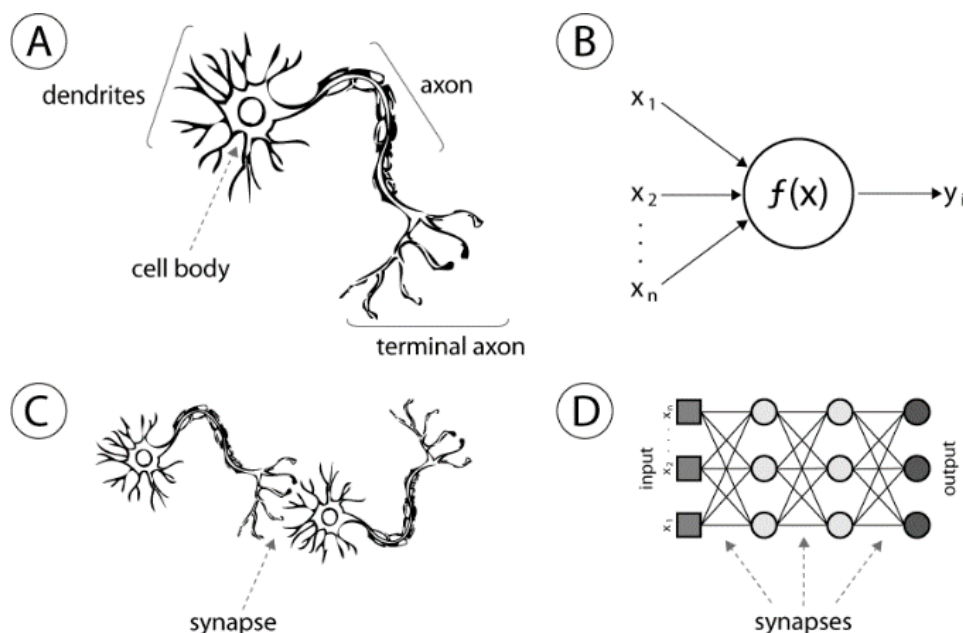 A
dendrites
axon
cell body
terminal axon
B
x1
x2
xn
f(x)
yi
C
synapse
D
input
x1 x2 ..... xn
output
synapses